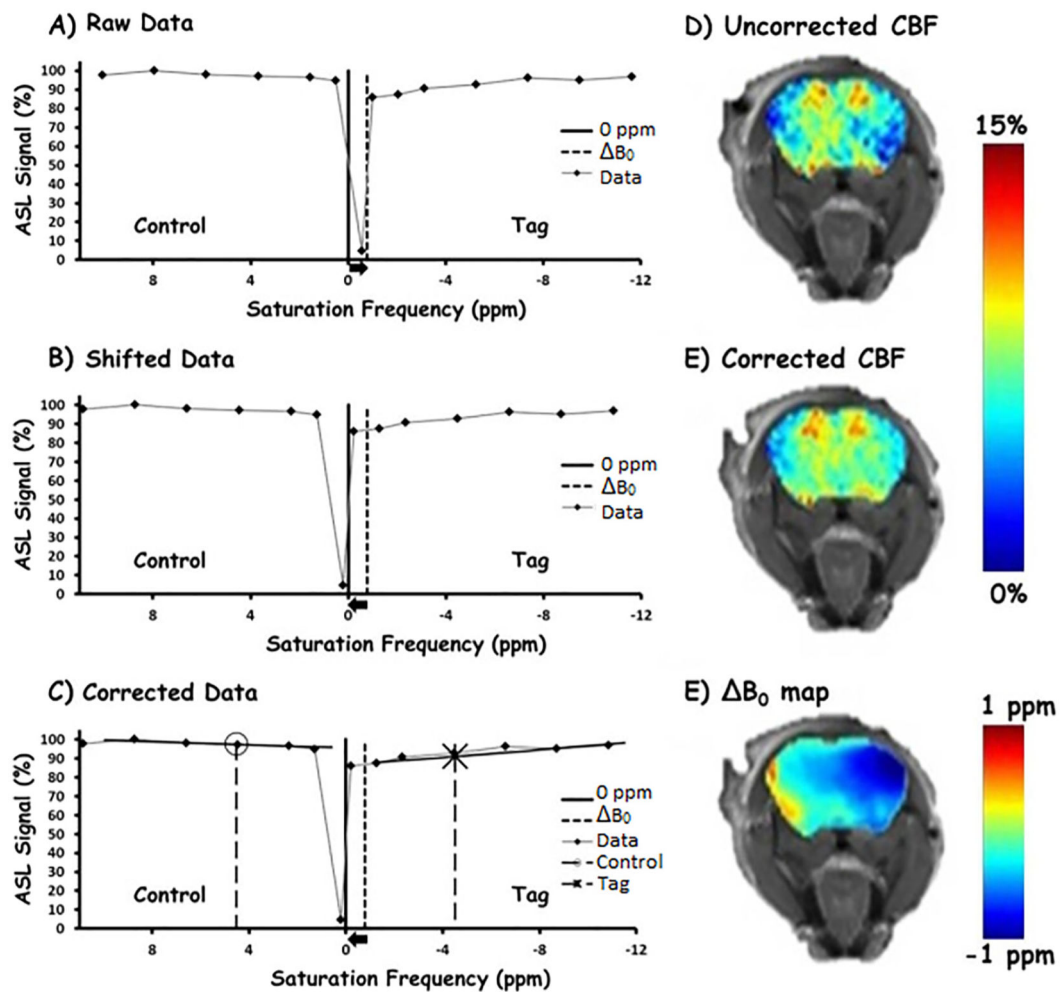 A) Raw Data
ASL Signal (%)
100
90
80
70
60
50
40
30
20
10
0
Control
Tag
0 ppm
ΔB₀
Data
8 4 0 -4 -8 -12
Saturation Frequency (ppm)
B) Shifted Data
ASL Signal (%)
100
90
80
70
60
50
40
30
20
10
0
Control
Tag
0 ppm
ΔB₀
Data
8 4 0 -4 -8 -12
Saturation Frequency (ppm)
C) Corrected Data
ASL Signal (%)
100
90
80
70
60
50
40
30
20
10
0
Control
Tag
0 ppm
ΔB₀
Data
Control
Tag
8 4 0 -4 -8 -12
Saturation Frequency (ppm)
D) Uncorrected CBF
15%
E) Corrected CBF
0%
E) ΔB₀ map
1 ppm
-1 ppm